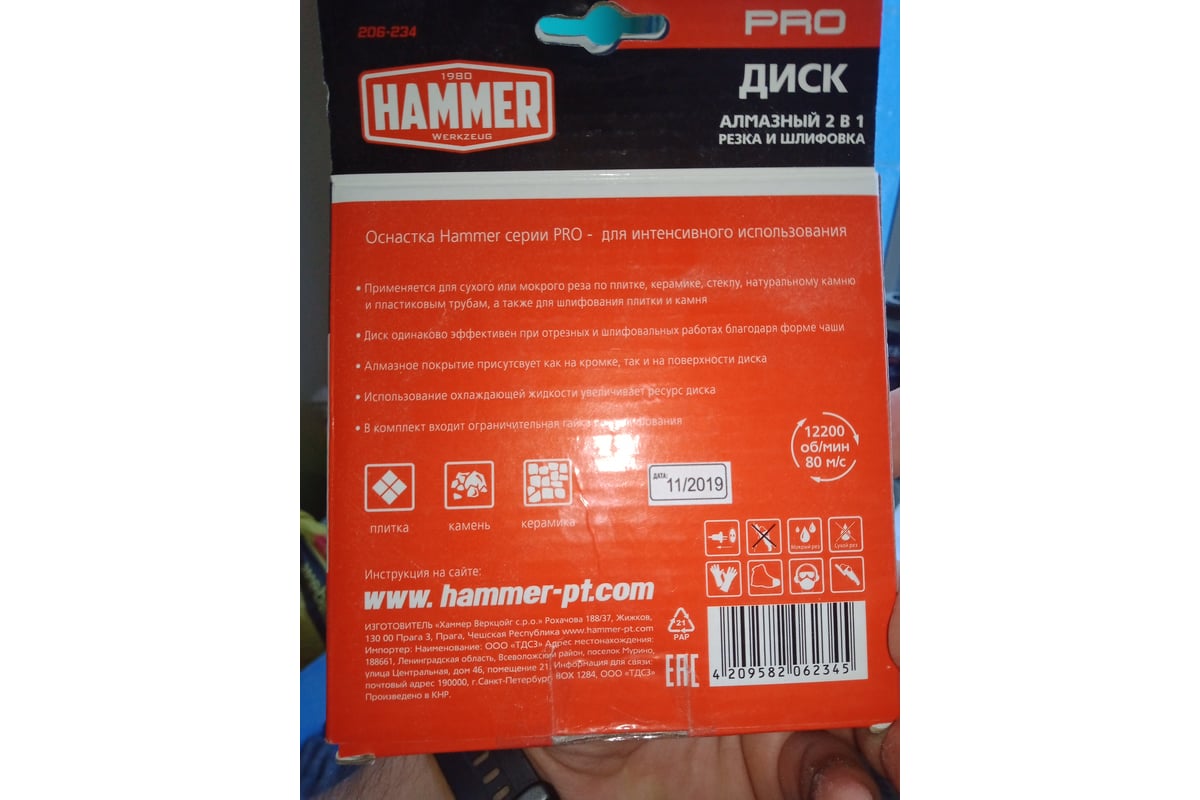 206-234
PRO
1980
HAMMER
WERKZEUG
ДИСК
АЛМАЗНЫЙ 2 В 1
РЕЗКА И ШЛИФОВКА
Оснастка Hammer серии PRO - для интенсивного использования
• Применяется для сухого или мокрого реза по плитке, керамике, стеклу, натуральному камню
и пластиковым трубам, а также для шлифования плитки и камня
• Диск одинаково эффективен при отрезных и шлифовальных работах благодаря форме чаши
• Алмазное покрытие присутсвует как на кромке, так и на поверхности диска
• Использование охлаждающей жидкости увеличивает ресурс диска
• В комплект входит ограничительная гайка
12200
об/мин
80 м/с
ДАТА:
11/2019
плитка
камень
керамика
Мокрый рез
Сухой рез
Инструкция на сайте:
www. hammer-pt.com
ИЗГОТОВИТЕЛЬ «Хаммер Веркцойг с.р.о.» Рохачова 188/37, Жижков,
130 00 Прага 3, Прага, Чешская Республика www.hammer-pt.com
Импортер: Наименование: ООО «ТДСЗ» Адрес местонахождения:
188661, Ленинградская область, Всеволожский район, поселок Мурино,
улица Центральная, дом 46, помещение 21. Информация для связи:
почтовый адрес 190000, г.Санкт-Петербург BOX 1284, ООО «ТДСЗ»
Произведено в КНР.
21
PAP
EAC
4 209582 062345